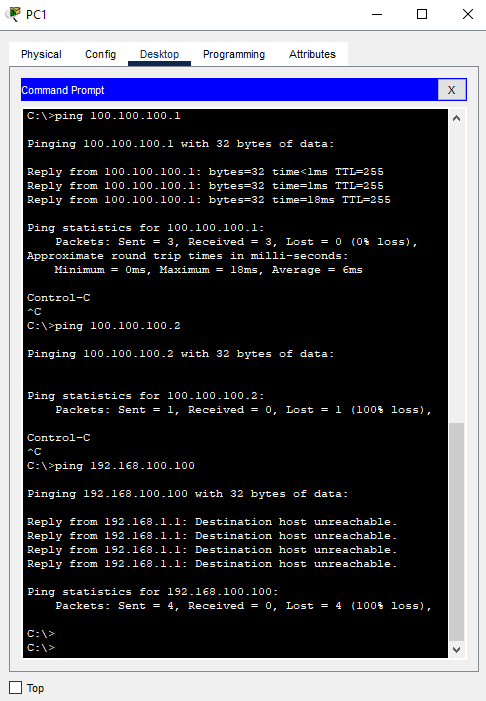 PC1
Physical Config Desktop Programming Attributes
Command Prompt X
C:\>ping 100.100.100.1
Pinging 100.100.100.1 with 32 bytes of data:
Reply from 100.100.100.1: bytes=32 time<1ms TTL=255
Reply from 100.100.100.1: bytes=32 time=1ms TTL=255
Reply from 100.100.100.1: bytes=32 time=18ms TTL=255
Ping statistics for 100.100.100.1:
Packets: Sent = 3, Received = 3, Lost = 0 (0% loss),
Approximate round trip times in milli-seconds:
Minimum = 0ms, Maximum = 18ms, Average = 6ms
Control-C
^C
C:\>ping 100.100.100.2
Pinging 100.100.100.2 with 32 bytes of data:
Ping statistics for 100.100.100.2:
Packets: Sent = 1, Received = 0, Lost = 1 (100% loss),
Control-C
^C
C:\>ping 192.168.100.100
Pinging 192.168.100.100 with 32 bytes of data:
Reply from 192.168.1.1: Destination host unreachable.
Reply from 192.168.1.1: Destination host unreachable.
Reply from 192.168.1.1: Destination host unreachable.
Reply from 192.168.1.1: Destination host unreachable.
Ping statistics for 192.168.100.100:
Packets: Sent = 4, Received = 0, Lost = 4 (100% loss),
C:\>
C:\>
Top